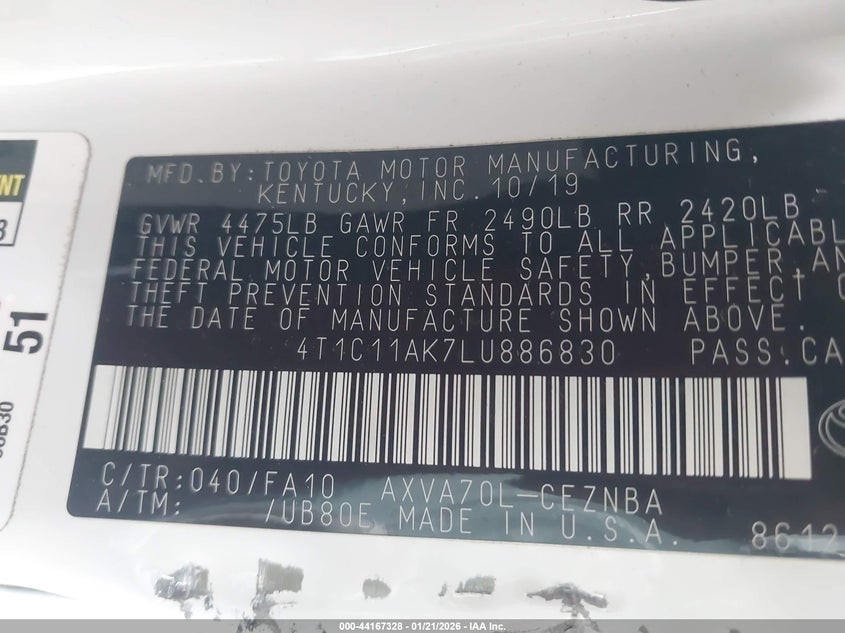 MFD.BY:TOYOTA MOTOR MANUFACTURING,
KENTUCKY,INC. 10/19
GVWR 4475LB GAWR FR 2490LB RR 2420LB
THIS VEHICLE CONFORMS TO ALL APPLICABL
FEDERAL MOTOR VEHICLE SAFETY,BUMPER,AN
THEFT PREVENTION STANDARDS IN EFFECT O
THE DATE OF MANUFACTURE SHOWN ABOVE.
4T1C11AK7LU886830 PASS.CA
C/TR:040/FA10 AXVA70L-CEZNBA
A/TM: /UB80E MADE IN U.S.A.
8612
51
000-44167328 - 01/21/2026 - IAA Inc.